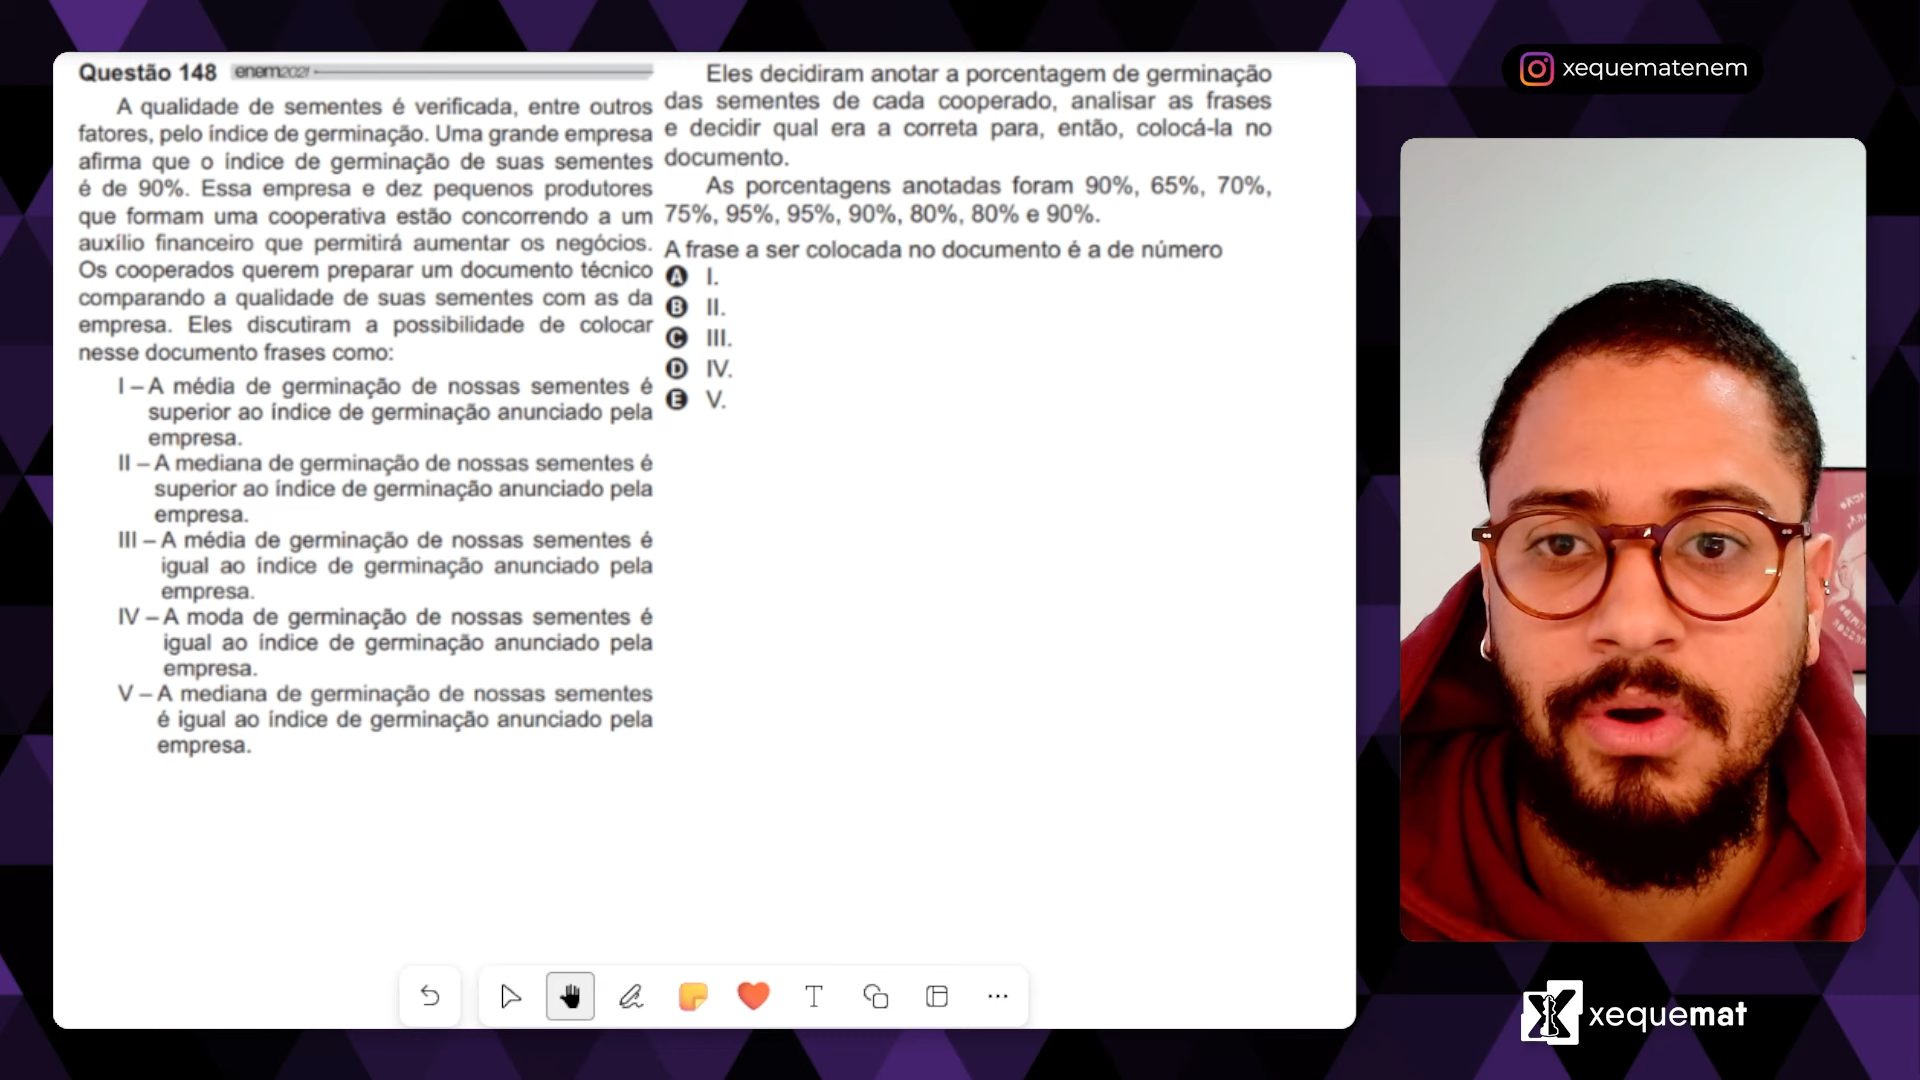 Questão 148 enem2021
A qualidade de sementes é verificada, entre outros
fatores, pelo índice de germinação. Uma grande empresa
afirma que o índice de germinação de suas sementes
é de 90%. Essa empresa e dez pequenos produtores
que formam uma cooperativa estão concorrendo a um
auxílio financeiro que permitirá aumentar os negócios.
Os cooperados querem preparar um documento técnico
comparando a qualidade de suas sementes com as da
empresa. Eles discutiram a possibilidade de colocar
nesse documento frases como:
I – A média de germinação de nossas sementes é
superior ao índice de germinação anunciado pela
empresa.
II – A mediana de germinação de nossas sementes é
superior ao índice de germinação anunciado pela
empresa.
III – A média de germinação de nossas sementes é
igual ao índice de germinação anunciado pela
empresa.
IV – A moda de germinação de nossas sementes é
igual ao índice de germinação anunciado pela
empresa.
V – A mediana de germinação de nossas sementes
é igual ao índice de germinação anunciado pela
empresa.
Eles decidiram anotar a porcentagem de germinação
das sementes de cada cooperado, analisar as frases
e decidir qual era a correta para, então, colocá-la no
documento.
As porcentagens anotadas foram 90%, 65%, 70%,
75%, 95%, 95%, 90%, 80%, 80% e 90%.
A frase a ser colocada no documento é a de número
A I.
B II.
C III.
D IV.
E V.
xequematenem
xequemat